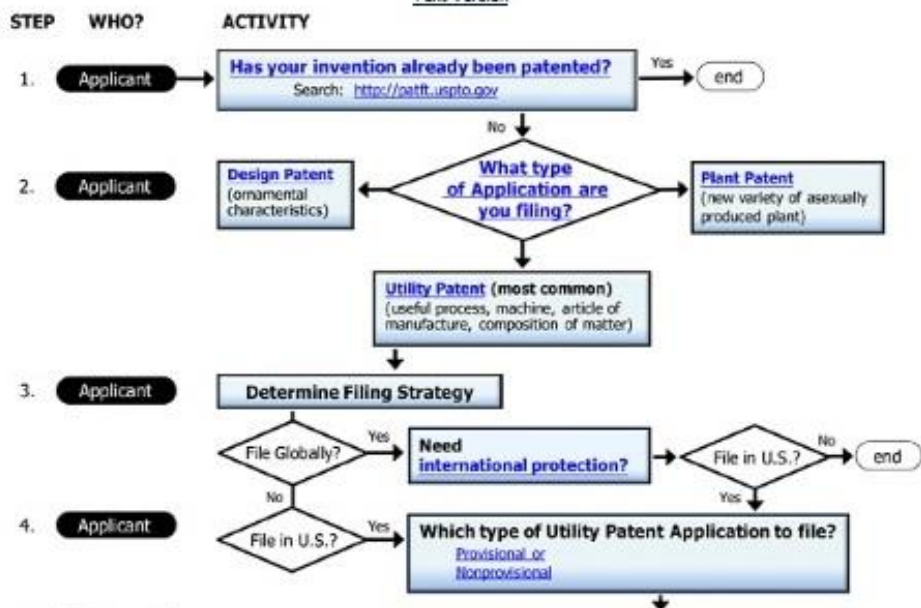 STEP WHO? ACTIVITY
1. Applicant
Has your invention already been patented?
Search: http://patft.uspto.gov
Yes
end
No
2. Applicant
Design Patent
(ornamental
characteristics)
What type
of Application are
you filing?
Plant Patent
(new variety of asexually
produced plant)
Utility Patent (most common)
(useful process, machine, article of
manufacture, composition of matter)
3. Applicant
Determine Filing Strategy
File Globally?
Yes
Need
international protection?
File in U.S.?
No
end
No
Yes
4. Applicant
File in U.S.?
Yes
Which type of Utility Patent Application to file?
Provisional or
Nonprovisional